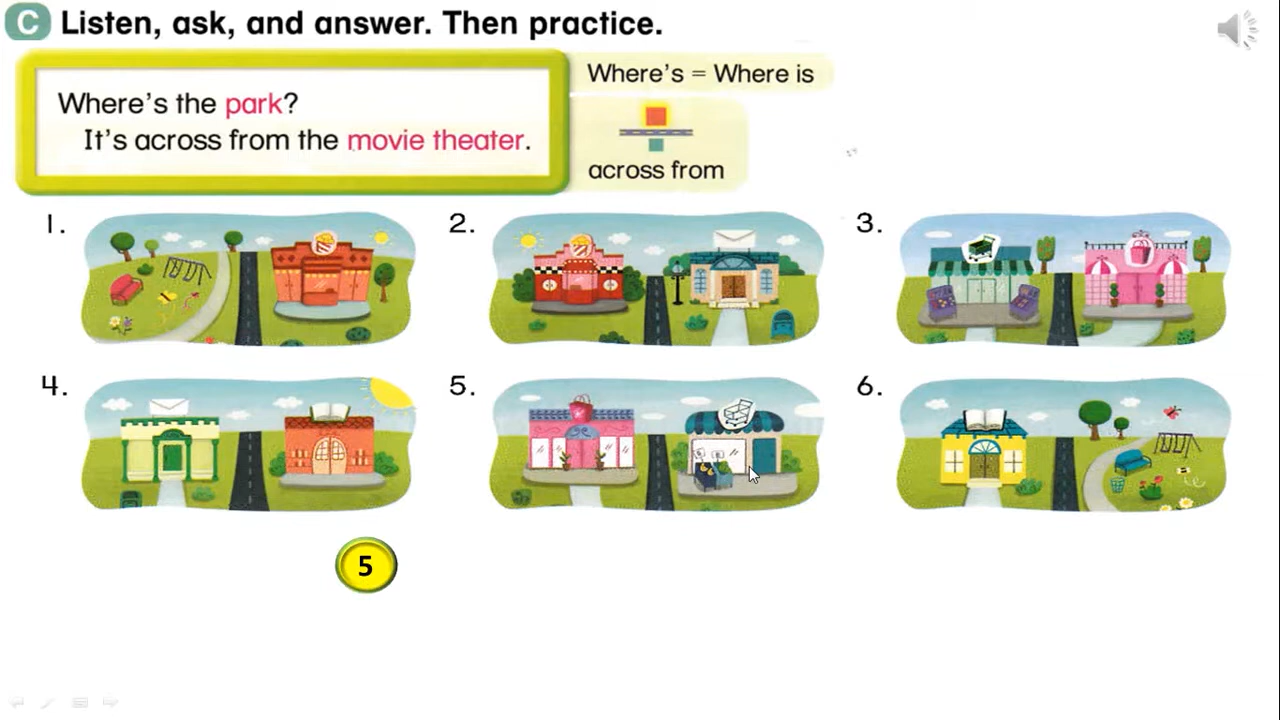 C Listen, ask, and answer. Then practice.
Where's the park?
It's across from the movie theater.
Where's = Where is
across from
1.
2.
3.
4.
5.
6.
5